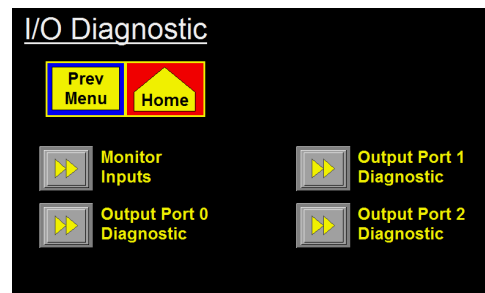 I/O Diagnostic
Prev
Menu
Home
Monitor
Inputs
Output Port 1
Diagnostic
Output Port 0
Diagnostic
Output Port 2
Diagnostic